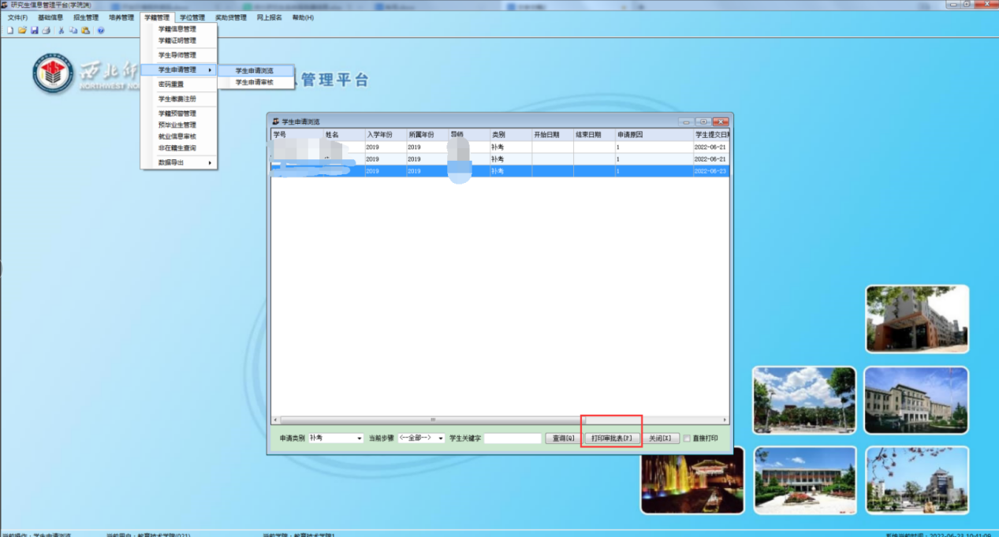 研究生信息管理平台(学院端)
文件(F) 基础信息 招生管理 培养管理 学籍管理 学位管理 奖助贷管理 网上报名 帮助(H)
学籍信息管理
学籍证明管理
学生导师管理
学生申请管理
学生申请浏览
学生申请审核
密码重置
学生缴费注册
学籍预警管理
预毕业生管理
就业信息审核
非在籍生查询
数据导出
西北师
NORTHWEST NO
管理平台
学生申请浏览
学号 姓名 入学年份 所属年份 导师 类别 开始日期 结束日期 申请原因 学生提交日期
2019 2019 补考 1 2022-06-21
2019 2019 补考 1 2022-06-21
2019 2019 补考 1 2022-06-23
申请类别 补考 当前步骤 <--全部--> 学生关键字 查询[Q] 打印审批表[P] 关闭[X] 直接打印
当前操作：学生申请浏览 当前用户：教育技术学院(021) 当前学院：教育技术学院1 系统当前时间：2022-06-23 10:41:09